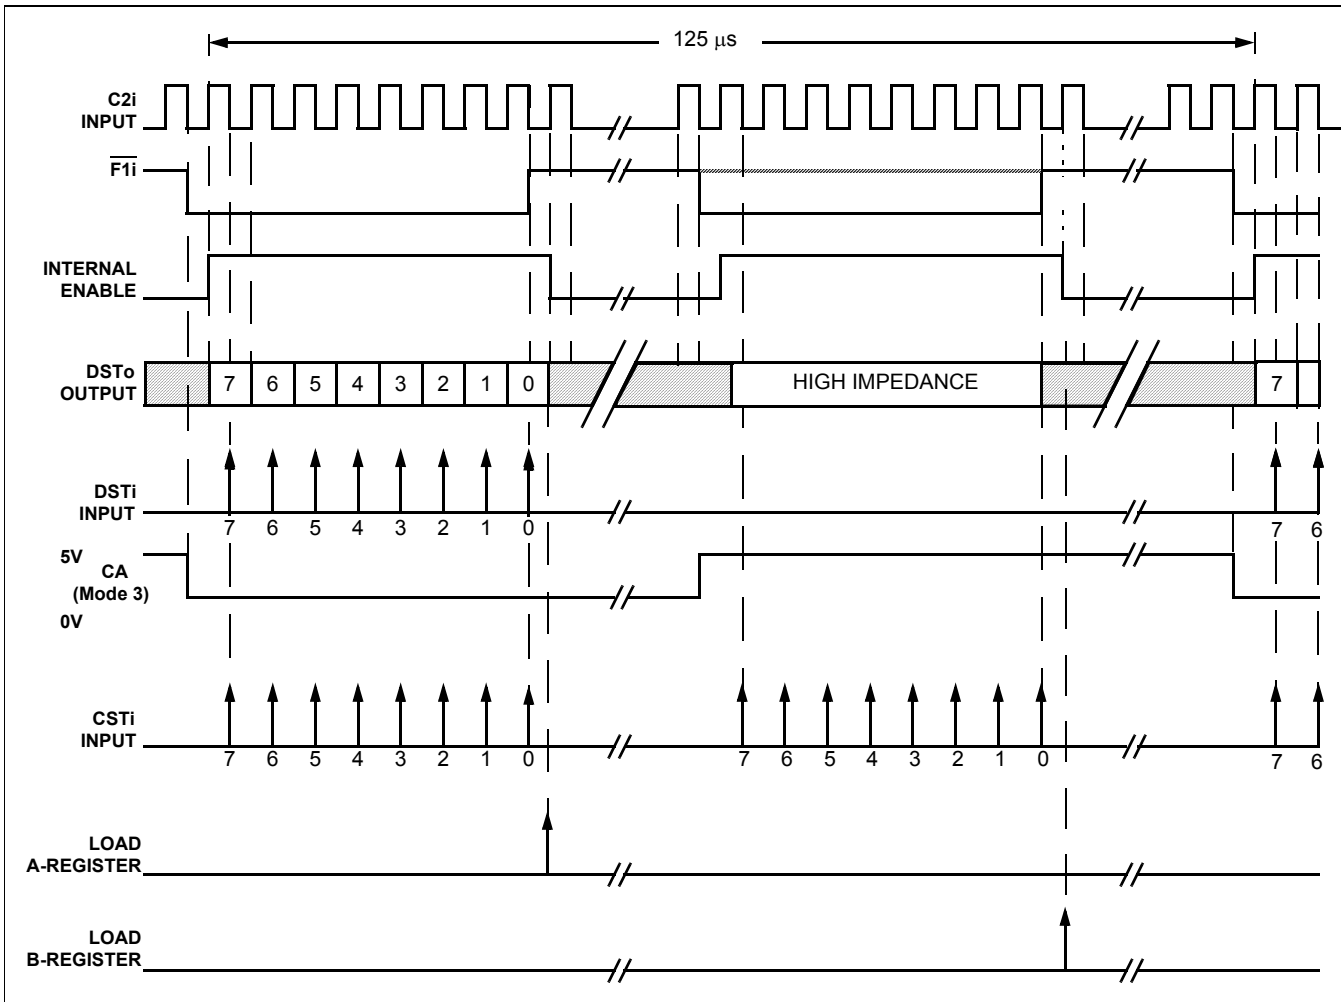 125 μs
C2i
INPUT
F1i
INTERNAL
ENABLE
DSTo
OUTPUT
7 6 5 4 3 2 1 0 HIGH IMPEDANCE 7
DSTi
INPUT
7 6 5 4 3 2 1 0 7 6
5V
CA
(Mode 3)
0V
CSTi
INPUT
7 6 5 4 3 2 1 0 7 6 5 4 3 2 1 0 7 6
LOAD
A-REGISTER
LOAD
B-REGISTER